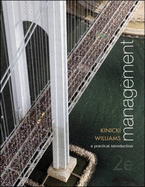 KINICKI
WILLIAMS
a practical introduction
management
2e